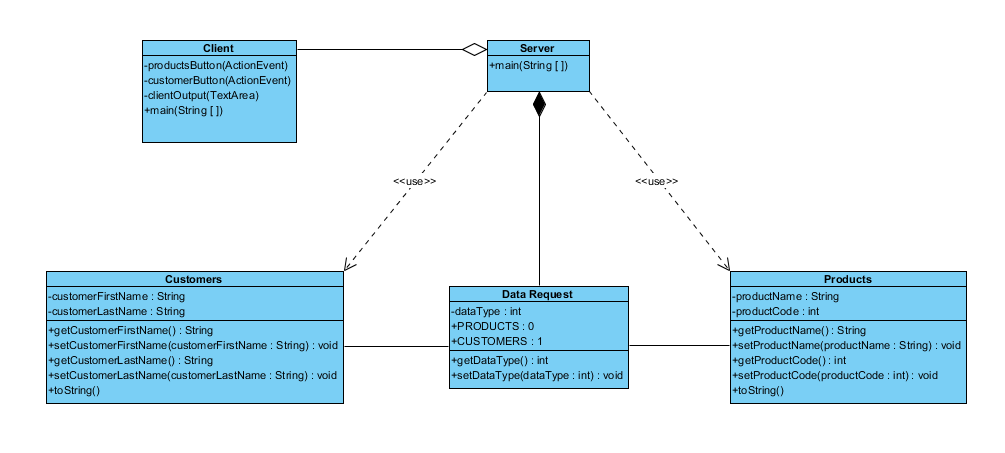 Client
-productsButton(ActionEvent)
-customerButton(ActionEvent)
-clientOutput(TextArea)
+main(String [ ])
Server
+main(String [ ])
<<use>>
<<use>>
Customers
-customerFirstName : String
-customerLastName : String
+getCustomerFirstName() : String
+setCustomerFirstName(customerFirstName : String) : void
+getCustomerLastName() : String
+setCustomerLastName(customerLastName : String) : void
+toString()
Data Request
-dataType : int
+PRODUCTS : 0
+CUSTOMERS : 1
+getDataType() : int
+setDataType(dataType : int) : void
Products
-productName : String
-productCode : int
+getProductName() : String
+setProductName(productName : String) : void
+getProductCode() : int
+setProductCode(productCode : int) : void
+toString()